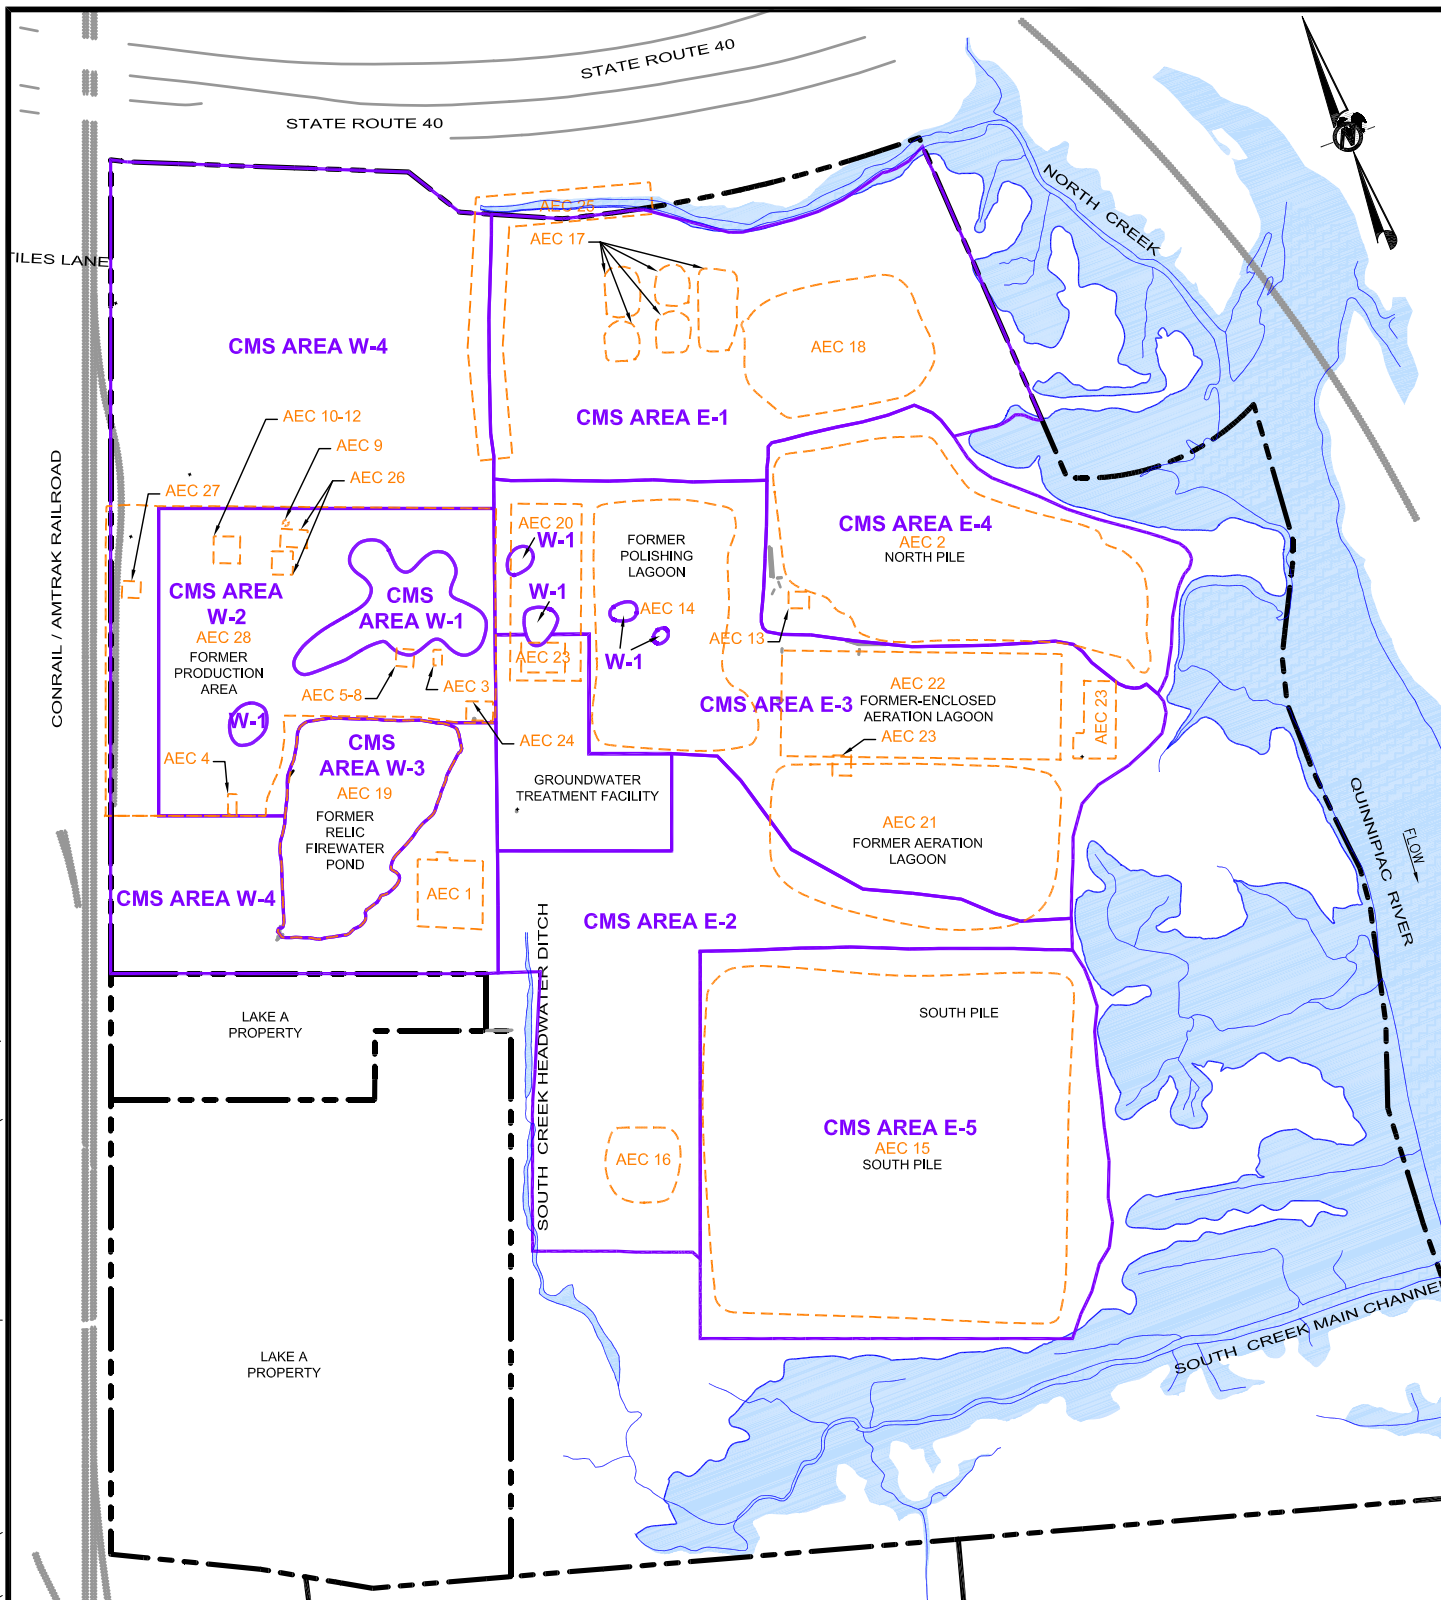 STATE ROUTE 40
STATE ROUTE 40
N
NORTH CREEK
AEC 25
AEC 17
CMS AREA W-4
AEC 18
CMS AREA E-1
AEC 10-12
AEC 9
AEC 26
AEC 27
CONRAIL / AMTRAK RAILROAD
AEC 20
W-1
FORMER
POLISHING
LAGOON
CMS AREA E-4
AEC 2
NORTH PILE
CMS AREA
W-2
AEC 28
FORMER
PRODUCTION
AREA
CMS
AREA W-1
W-1
AEC 14
AEC 13
W-1
AEC 23
AEC 5-8
AEC 3
CMS AREA E-3
AEC 22
FORMER-ENCLOSED
AERATION LAGOON
AEC 23
AEC 23
W-1
AEC 24
AEC 4
CMS
AREA W-3
AEC 19
FORMER
RELIC
FIREWATER
POND
GROUNDWATER
TREATMENT FACILITY
AEC 21
FORMER AERATION
LAGOON
QUINNIPIAC RIVER
FLOW
CMS AREA W-4
AEC 1
CMS AREA E-2
SOUTH CREEK HEADWATER DITCH
LAKE A
PROPERTY
SOUTH PILE
CMS AREA E-5
AEC 15
SOUTH PILE
AEC 16
LAKE A
PROPERTY
SOUTH CREEK MAIN CHANNEL